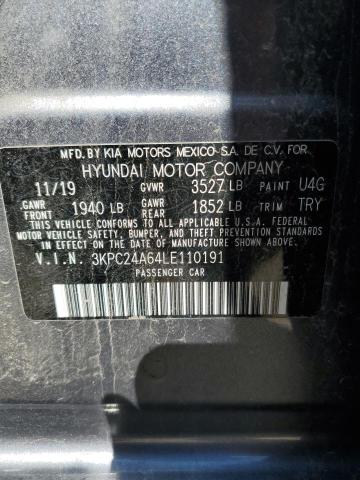 MFD. BY KIA MOTORS MEXICO S.A. DE C.V. FOR
HYUNDAI MOTOR COMPANY
11/19 GVWR 3527 LB PAINT U4G
GAWR FRONT 1940 LB GAWR REAR 1852 LB TRIM TRY
THIS VEHICLE CONFORMS TO ALL APPLICABLE U.S.A. FEDERAL
MOTOR VEHICLE SAFETY, BUMPER, AND THEFT PREVENTION
STANDARDS IN EFFECT ON THE DATE OF MANUFACTURE SHOWN ABOVE.
V.I.N. 3KPC24A64LE110191
PASSENGER CAR